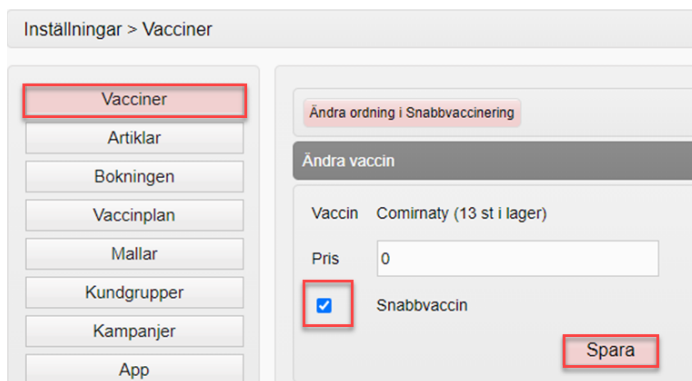 Inställningar > Vacciner
Vacciner
Artiklar
Bokningen
Vaccinplan
Mallar
Kundgrupper
Kampanjer
App
Ändra ordning i Snabbvaccinering
Ändra vaccin
Vaccin Comirnaty (13 st i lager)
Pris 0
Snabbvaccin
Spara